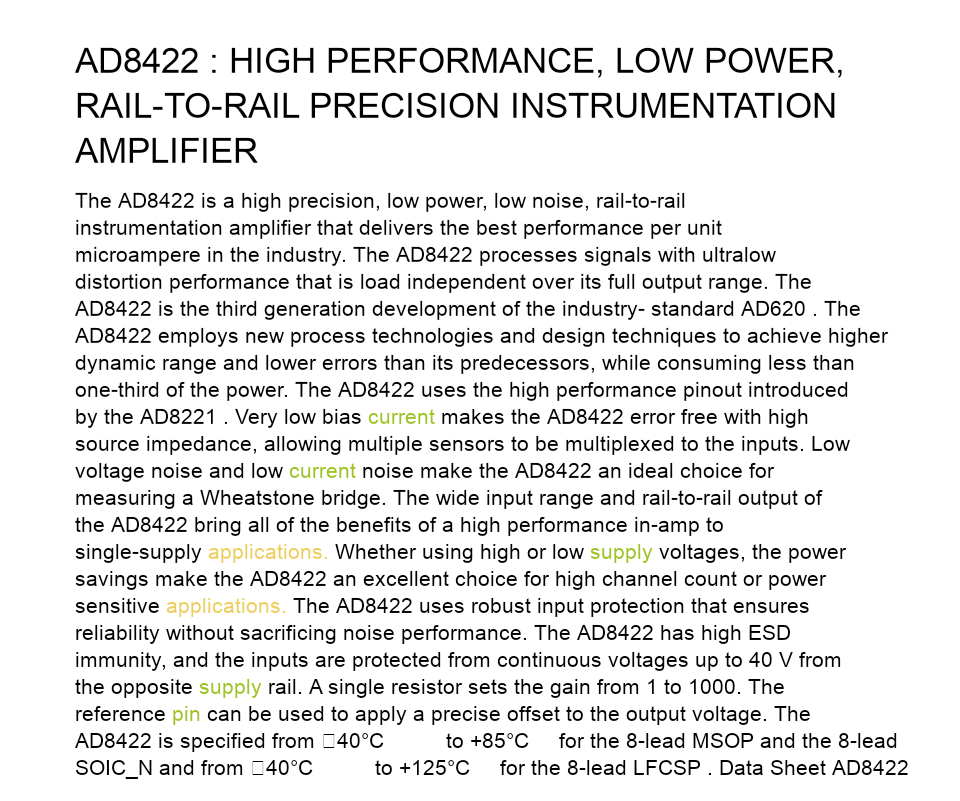 AD8422 : HIGH PERFORMANCE, LOW POWER,
RAIL-TO-RAIL PRECISION INSTRUMENTATION
AMPLIFIER
The AD8422 is a high precision, low power, low noise, rail-to-rail
instrumentation amplifier that delivers the best performance per unit
microampere in the industry. The AD8422 processes signals with ultralow
distortion performance that is load independent over its full output range. The
AD8422 is the third generation development of the industry- standard AD620 . The
AD8422 employs new process technologies and design techniques to achieve higher
dynamic range and lower errors than its predecessors, while consuming less than
one-third of the power. The AD8422 uses the high performance pinout introduced
by the AD8221 . Very low bias current makes the AD8422 error free with high
source impedance, allowing multiple sensors to be multiplexed to the inputs. Low
voltage noise and low current noise make the AD8422 an ideal choice for
measuring a Wheatstone bridge. The wide input range and rail-to-rail output of
the AD8422 bring all of the benefits of a high performance in-amp to
single-supply applications. Whether using high or low supply voltages, the power
savings make the AD8422 an excellent choice for high channel count or power
sensitive applications. The AD8422 uses robust input protection that ensures
reliability without sacrificing noise performance. The AD8422 has high ESD
immunity, and the inputs are protected from continuous voltages up to 40 V from
the opposite supply rail. A single resistor sets the gain from 1 to 1000. The
reference pin can be used to apply a precise offset to the output voltage. The
AD8422 is specified from □40°C to +85°C for the 8-lead MSOP and the 8-lead
SOIC_N and from □40°C to +125°C for the 8-lead LFCSP . Data Sheet AD8422